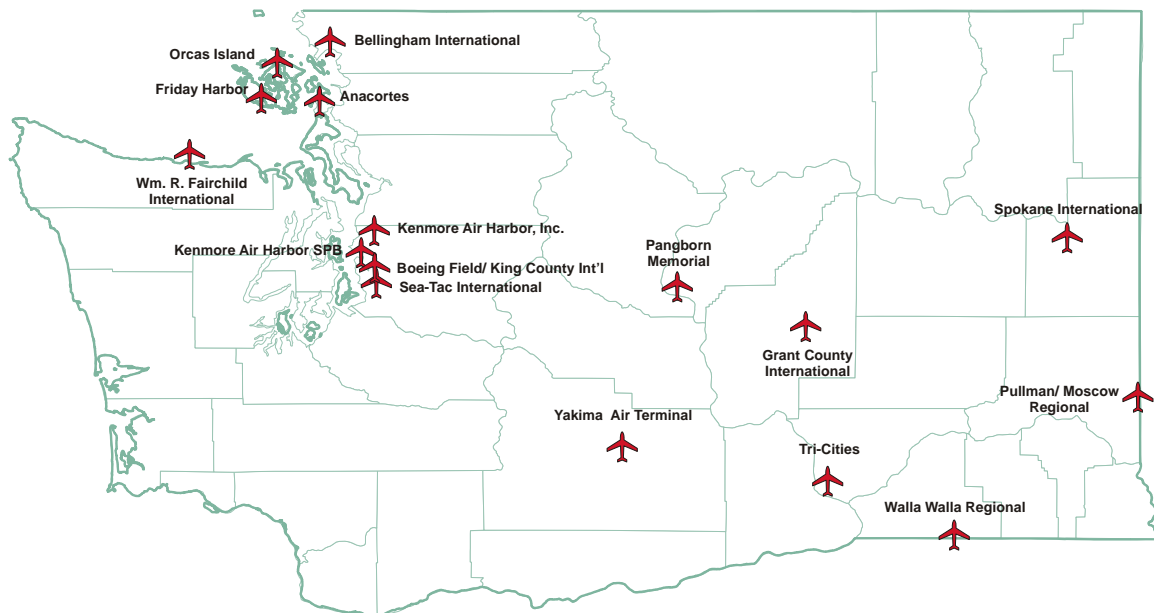 Bellingham International
Orcas Island
Friday Harbor
Anacortes
Wm. R. Fairchild
International
Kenmore Air Harbor, Inc.
Kenmore Air Harbor SPB
Boeing Field/ King County Int'l
Sea-Tac International
Pangborn
Memorial
Spokane International
Grant County
International
Pullman/ Moscow
Regional
Yakima Air Terminal
Tri-Cities
Walla Walla Regional